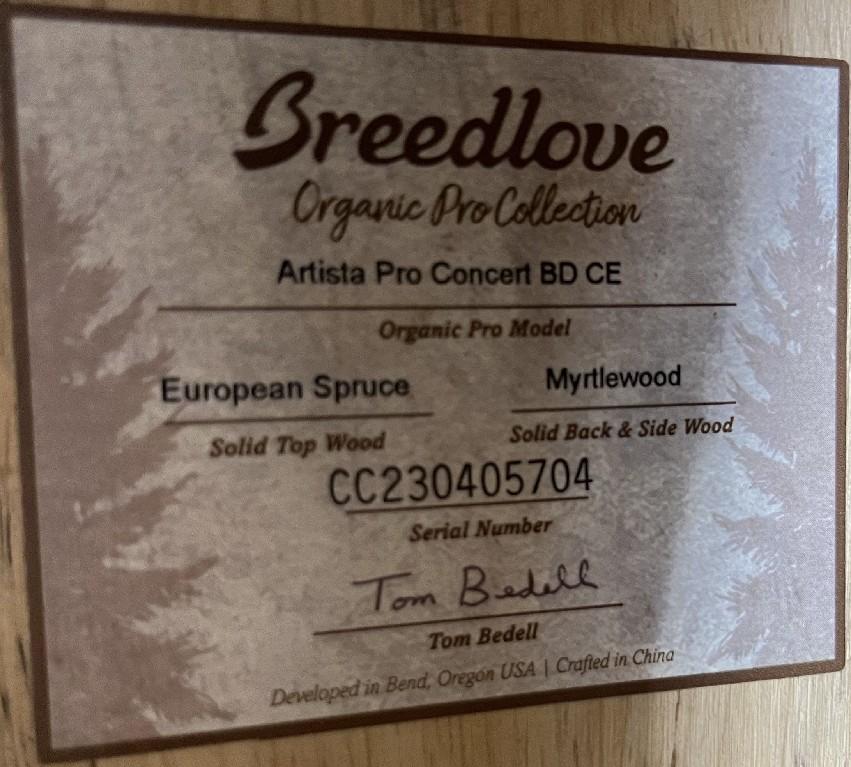 Breedlove
Organic Pro Collection
Artista Pro Concert BD CE
Organic Pro Model
European Spruce Myrtlewood
Solid Top Wood Solid Back & Side Wood
CC230405704
Serial Number
Tom Bedell
Tom Bedell
Developed in Bend, Oregon USA | Crafted in China